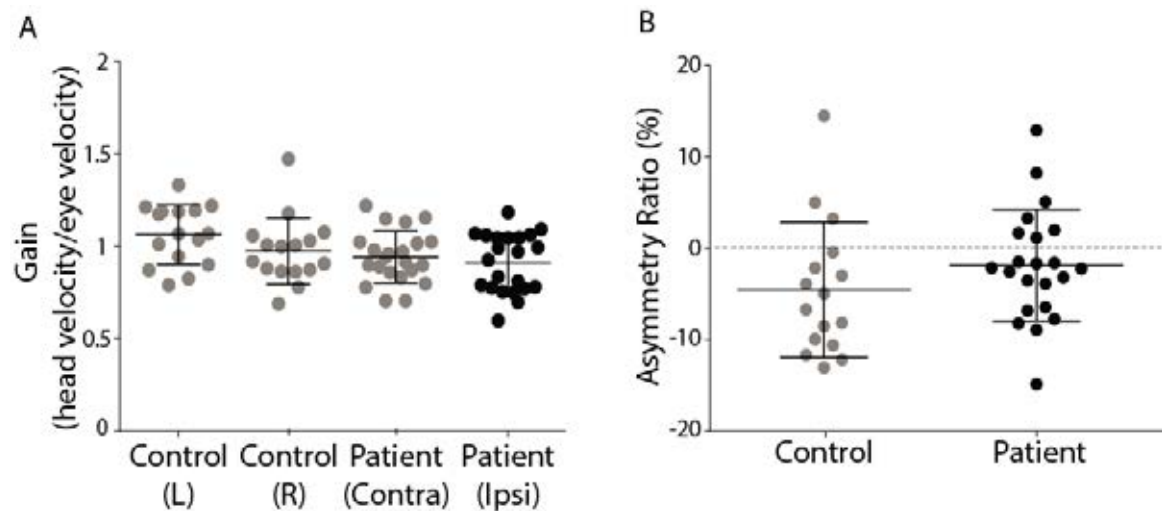 A
Gain
(head velocity/eye velocity)
2
1.5
1
0.5
0
Control
(L)
Control
(R)
Patient
(Contra)
Patient
(Ipsi)
B
Asymmetry Ratio (%)
20
10
0
-10
-20
Control
Patient